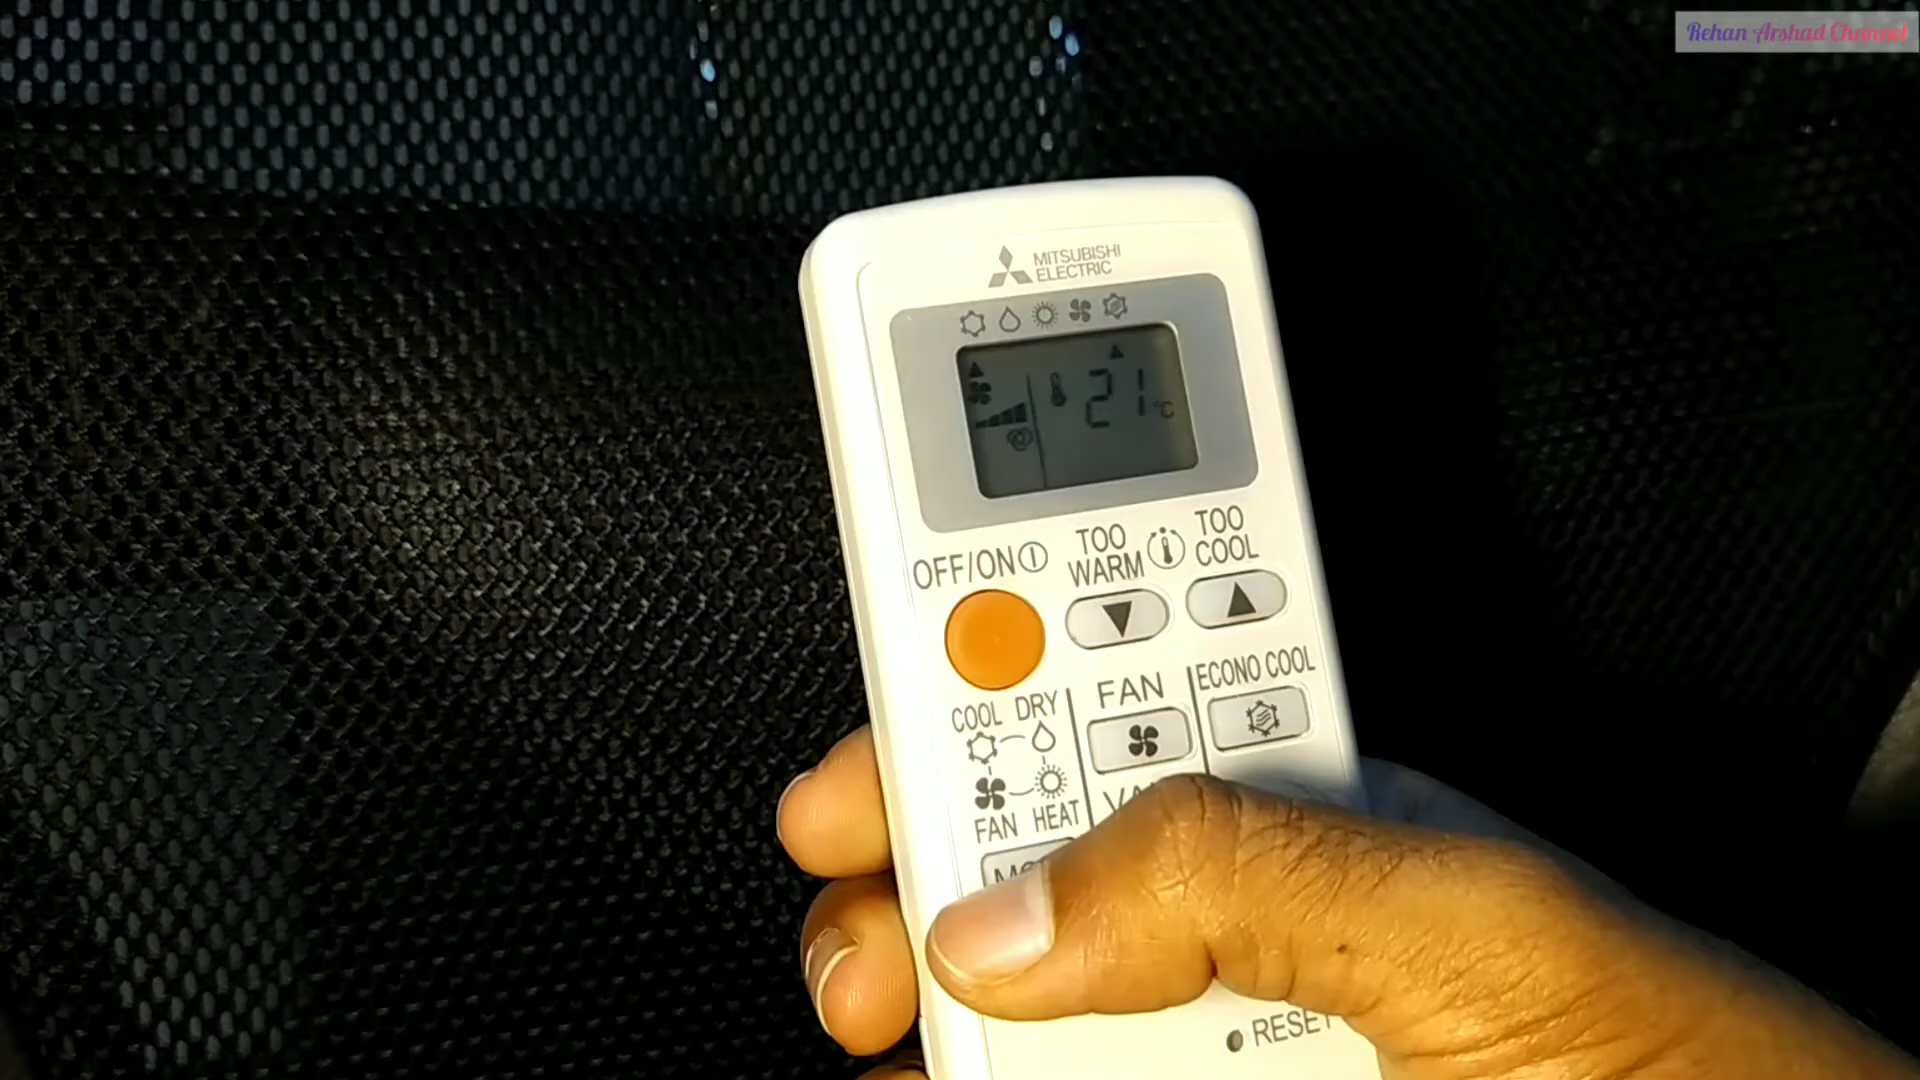 Rehan Arshad Channel
MITSUBISHI
ELECTRIC
21 °C
OFF/ON
TOO
WARM
TOO
COOL
COOL DRY
FAN
ECONO COOL
FAN HEAT
RESET